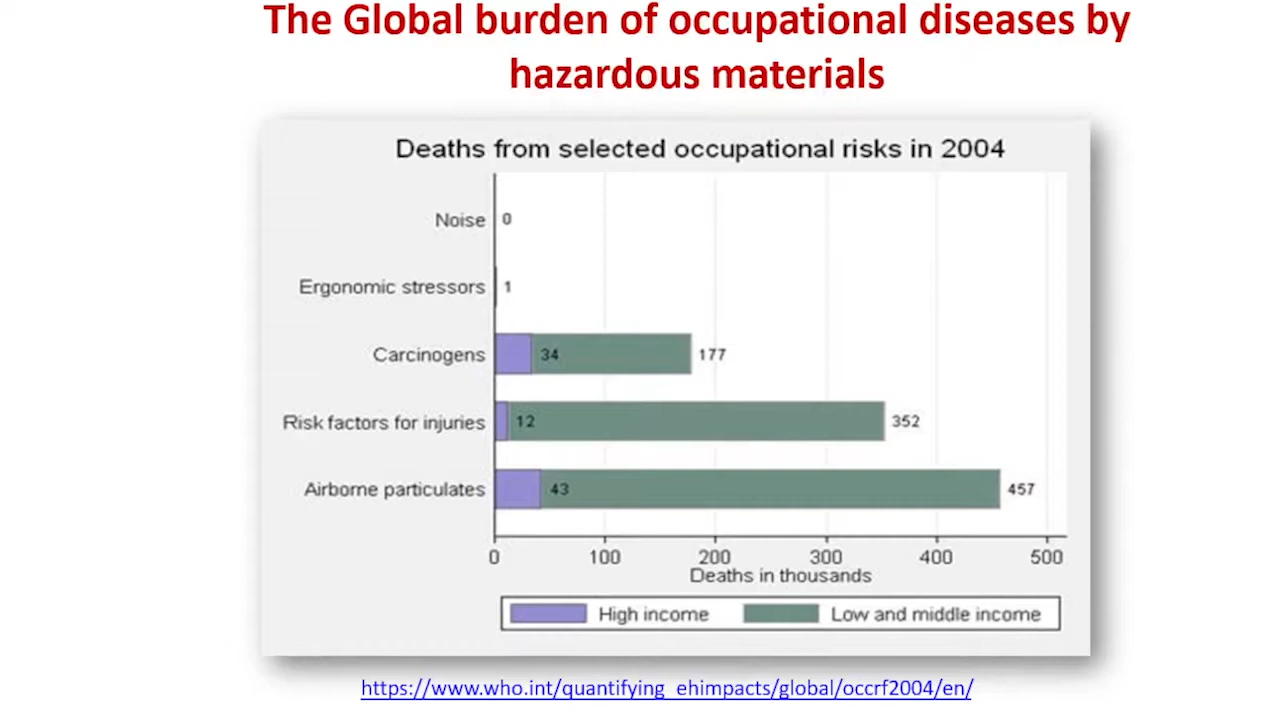 The Global burden of occupational diseases by
hazardous materials
Deaths from selected occupational risks in 2004
Noise 0
Ergonomic stressors 1
Carcinogens 34 177
Risk factors for injuries 12 352
Airborne particulates 43 457
0 100 200 300 400 500
Deaths in thousands
High income Low and middle income
https://www.who.int/quantifying_ehimpacts/global/occrf2004/en/